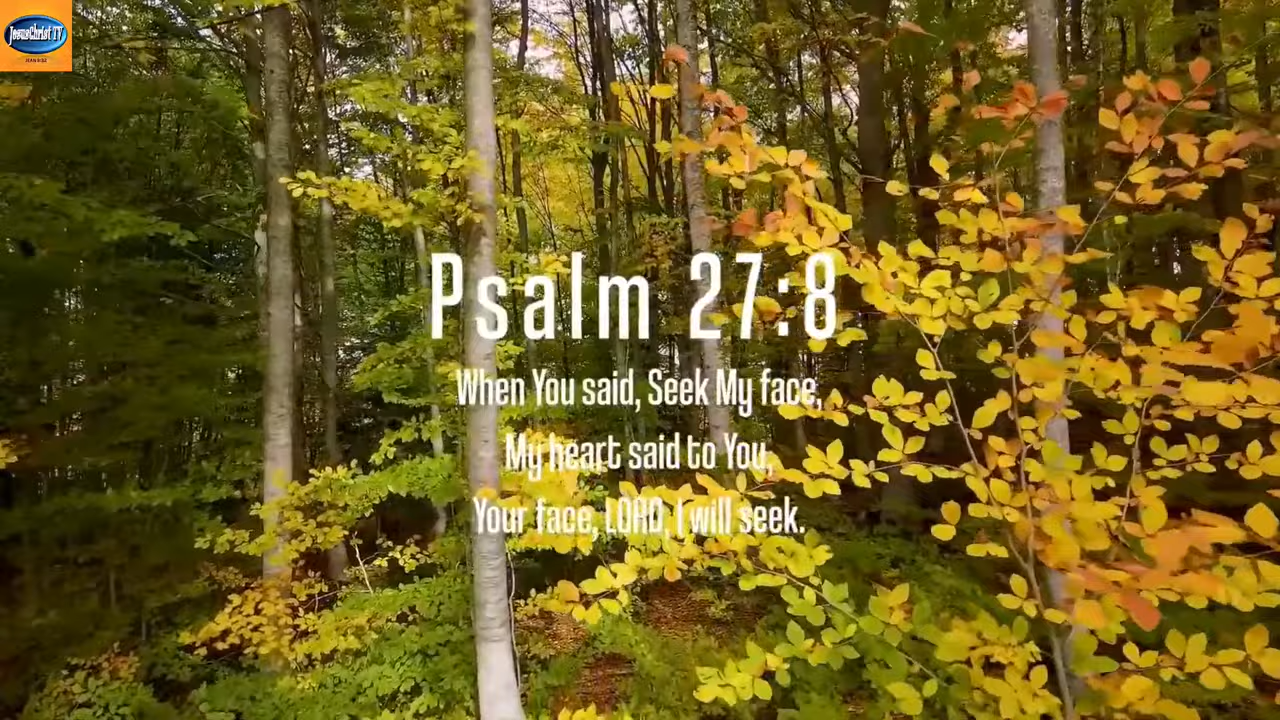 JesusChrist TV
Psalm 27:8
When You said, Seek My face,
My heart said to You,
Your face, LORD, I will seek.